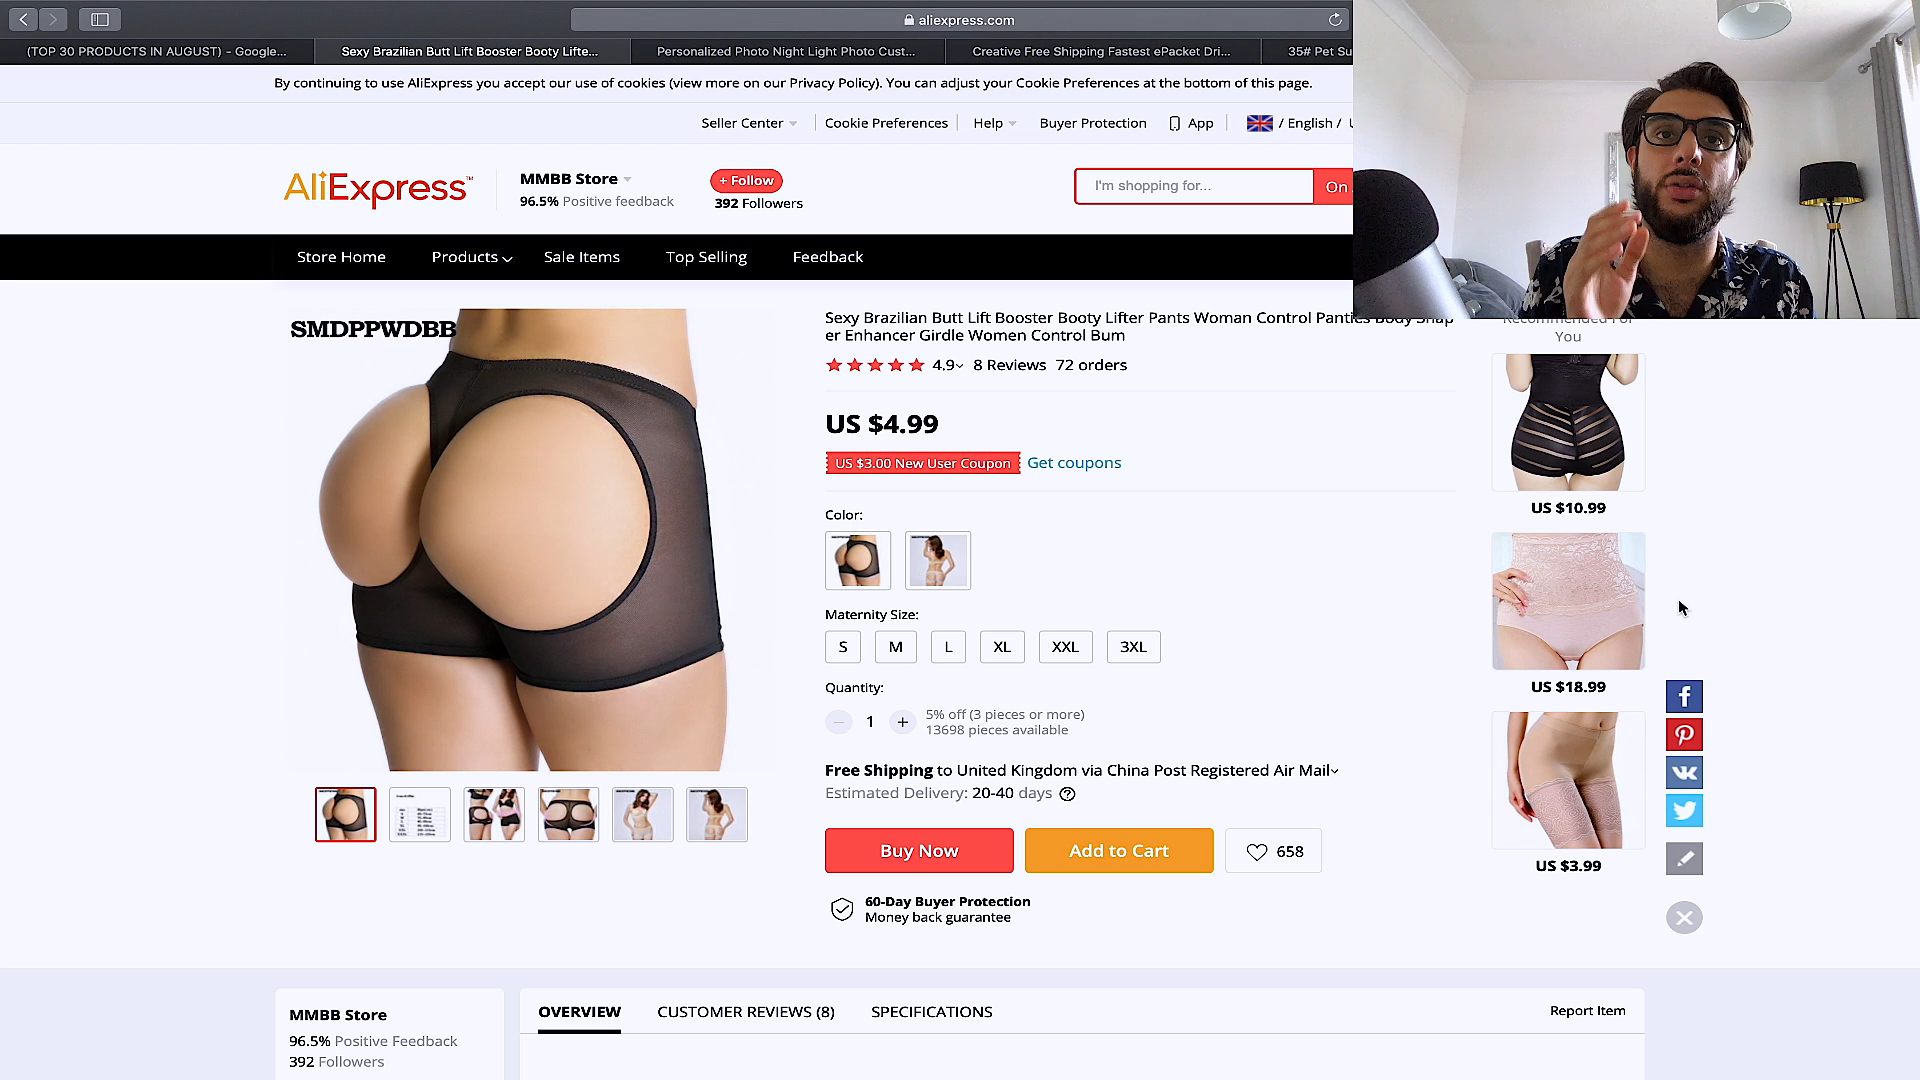 aliexpress.com
(TOP 30 PRODUCTS IN AUGUST) - Google...
Sexy Brazilian Butt Lift Booster Booty Lifte...
Personalized Photo Night Light Photo Cust...
Creative Free Shipping Fastest ePacket Dri...
35# Pet Su
By continuing to use AliExpress you accept our use of cookies (view more on our Privacy Policy). You can adjust your Cookie Preferences at the bottom of this page.
Seller Center
Cookie Preferences
Help
Buyer Protection
App
/ English /
AliExpress™
MMBB Store
96.5% Positive feedback
+ Follow
392 Followers
I'm shopping for...
On
Store Home
Products
Sale Items
Top Selling
Feedback
SMDPPWDBB
Sexy Brazilian Butt Lift Booster Booty Lifter Pants Woman Control Panties Body Shap
er Enhancer Girdle Women Control Bum
4.9 8 Reviews 72 orders
US $4.99
US $3.00 New User Coupon Get coupons
Color:
Maternity Size:
S M L XL XXL 3XL
Quantity:
1
5% off (3 pieces or more)
13698 pieces available
Free Shipping to United Kingdom via China Post Registered Air Mail
Estimated Delivery: 20-40 days
Buy Now
Add to Cart
658
60-Day Buyer Protection
Money back guarantee
Recommended For
You
US $10.99
US $18.99
US $3.99
MMBB Store
96.5% Positive Feedback
392 Followers
OVERVIEW
CUSTOMER REVIEWS (8)
SPECIFICATIONS
Report Item